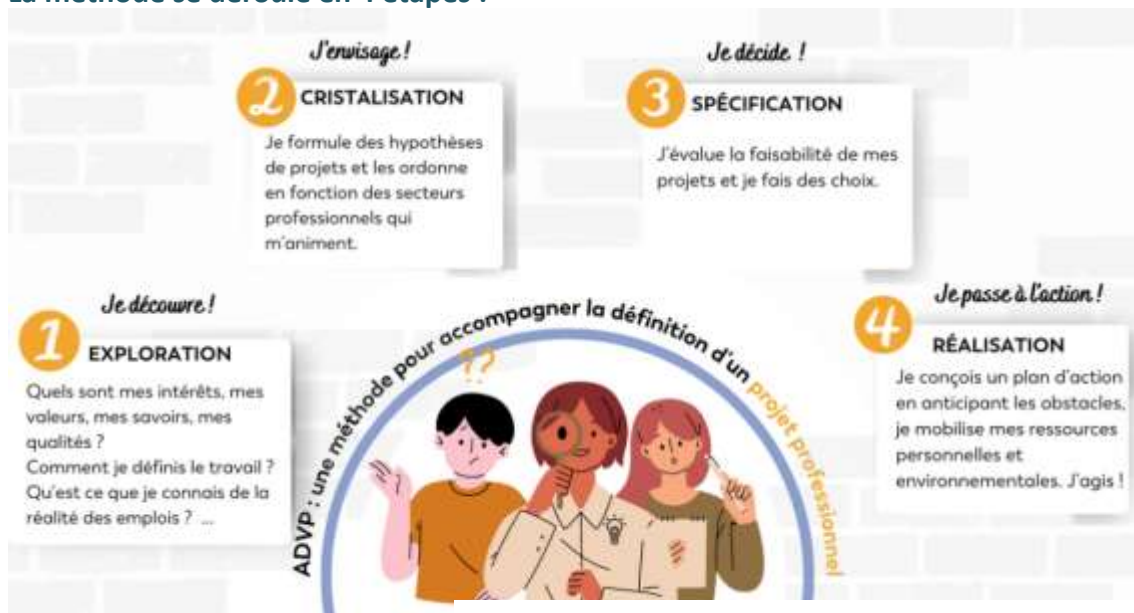 La méthode se déroule en 4 étapes :
Je découvre !
1
EXPLORATION
Quels sont mes intérêts, mes
valeurs, mes savoirs, mes
qualités ?
Comment je définis le travail ?
Qu'est ce que je connais de la
réalité des emplois ? ...
J'envisage !
2
CRISTALISATION
Je formule des hypothèses
de projets et les ordonne
en fonction des secteurs
professionnels qui
m'animent.
Je décide !
3
SPÉCIFICATION
J'évalue la faisabilité de mes
projets et je fais des choix.
Je passe à l'action !
4
RÉALISATION
Je conçois un plan d'action
en anticipant les obstacles,
je mobilise mes ressources
personnelles et
environnementales. J'agis !
ADVP : une méthode pour accompagner la définition d'un projet professionnel
??